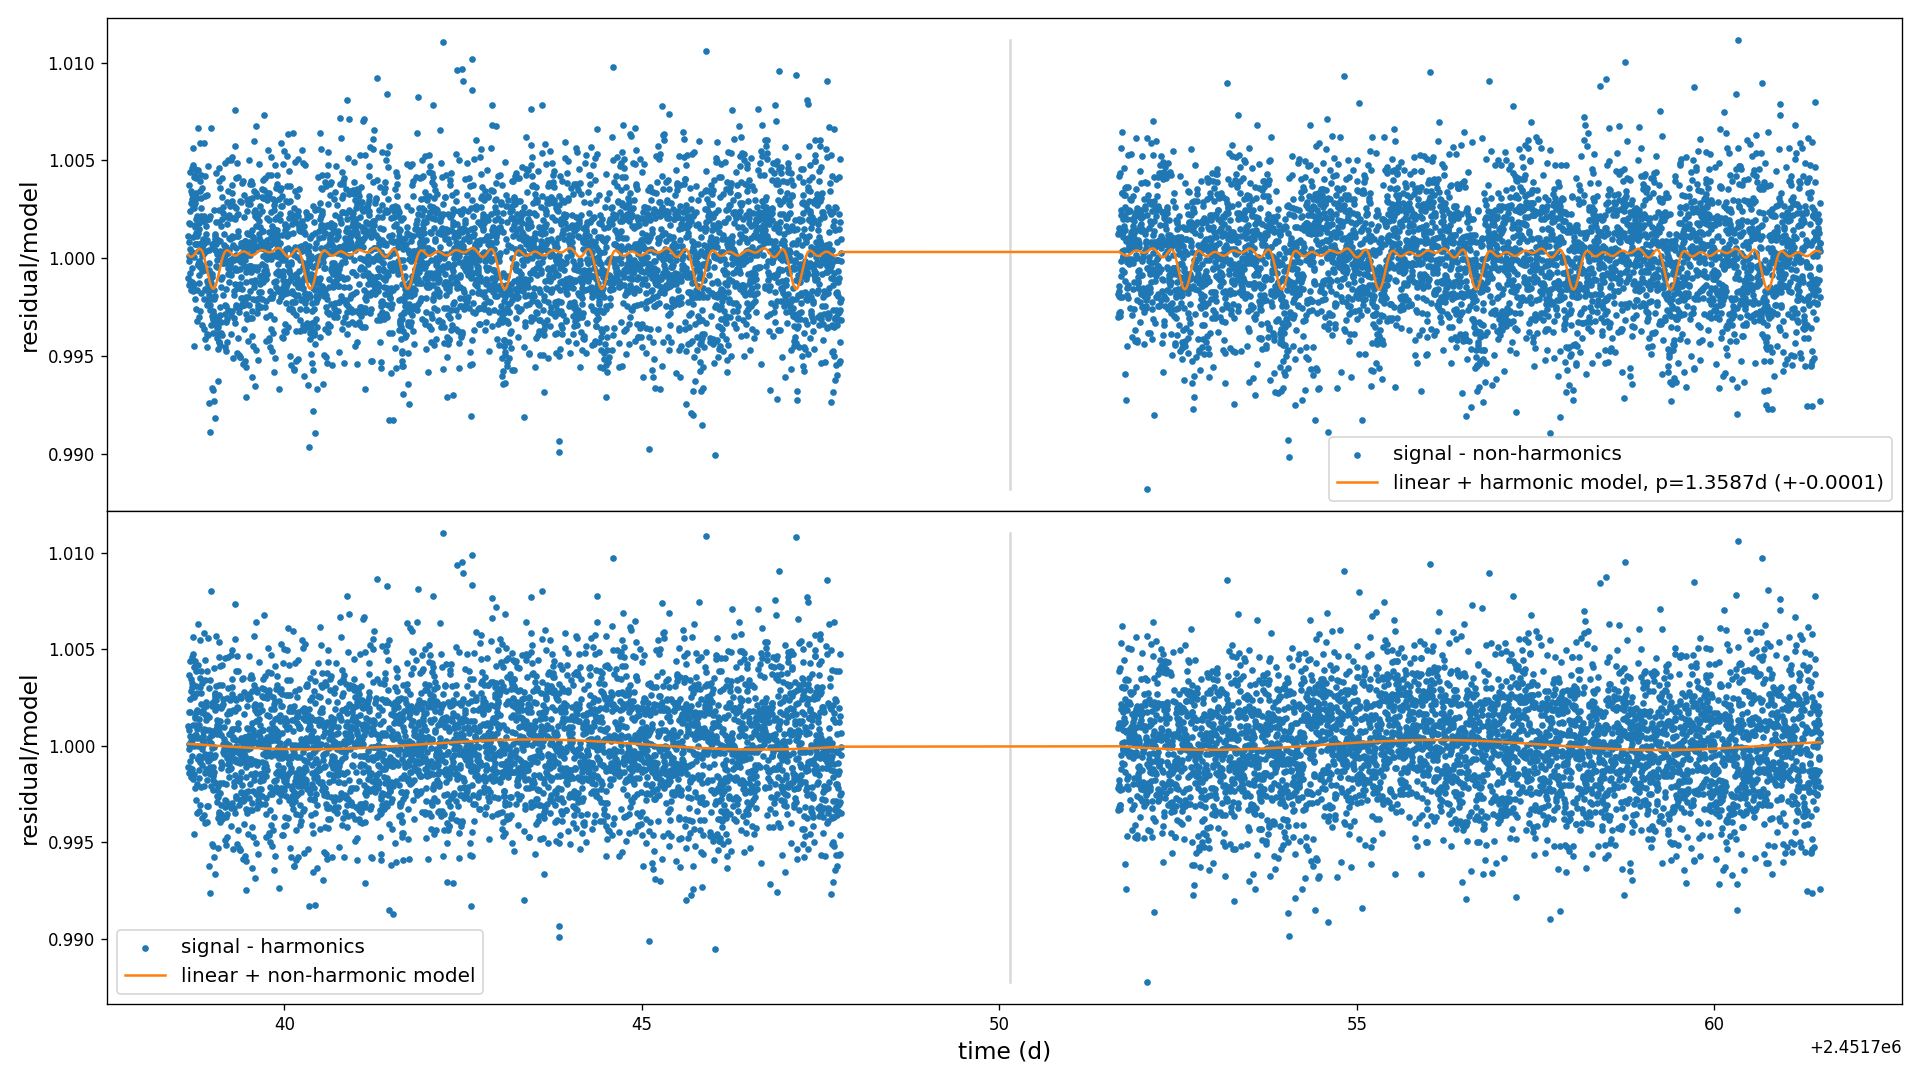 residual/model
1.010
1.005
1.000
0.995
0.990
signal - non-harmonics
linear + harmonic model, p=1.3587d (+-0.0001)
residual/model
1.010
1.005
1.000
0.995
0.990
signal - harmonics
linear + non-harmonic model
40
45
50
55
60
time (d)
+2.4517e6